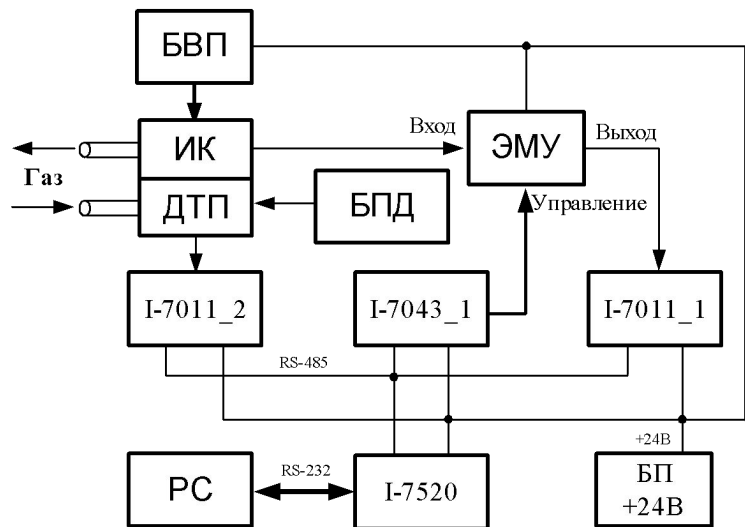 БВП
ИК
Вход
ЭМУ
Выход
Газ
ДТП
БПД
Управление
I-7011_2
I-7043_1
I-7011_1
RS-485
+24В
PC
RS-232
I-7520
БП
+24В